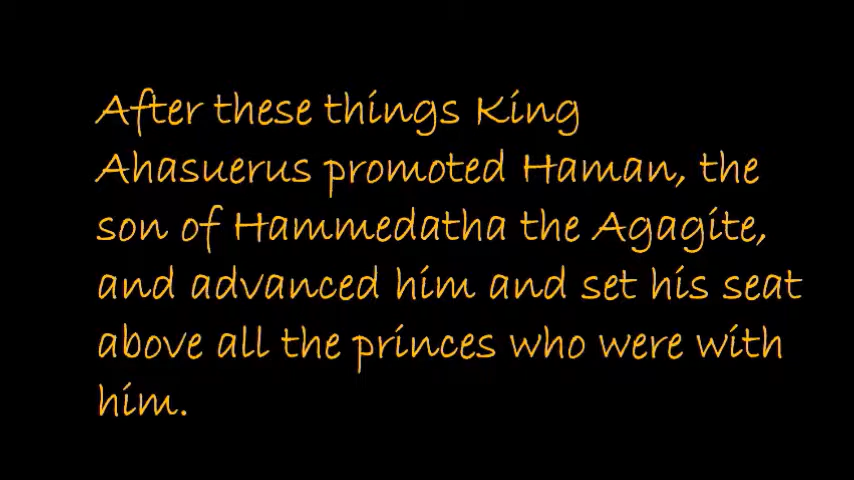 After these things King
Ahasuerus promoted Haman, the
son of Hammedatha the Agagite,
and advanced him and set his seat
above all the princes who were with
him.